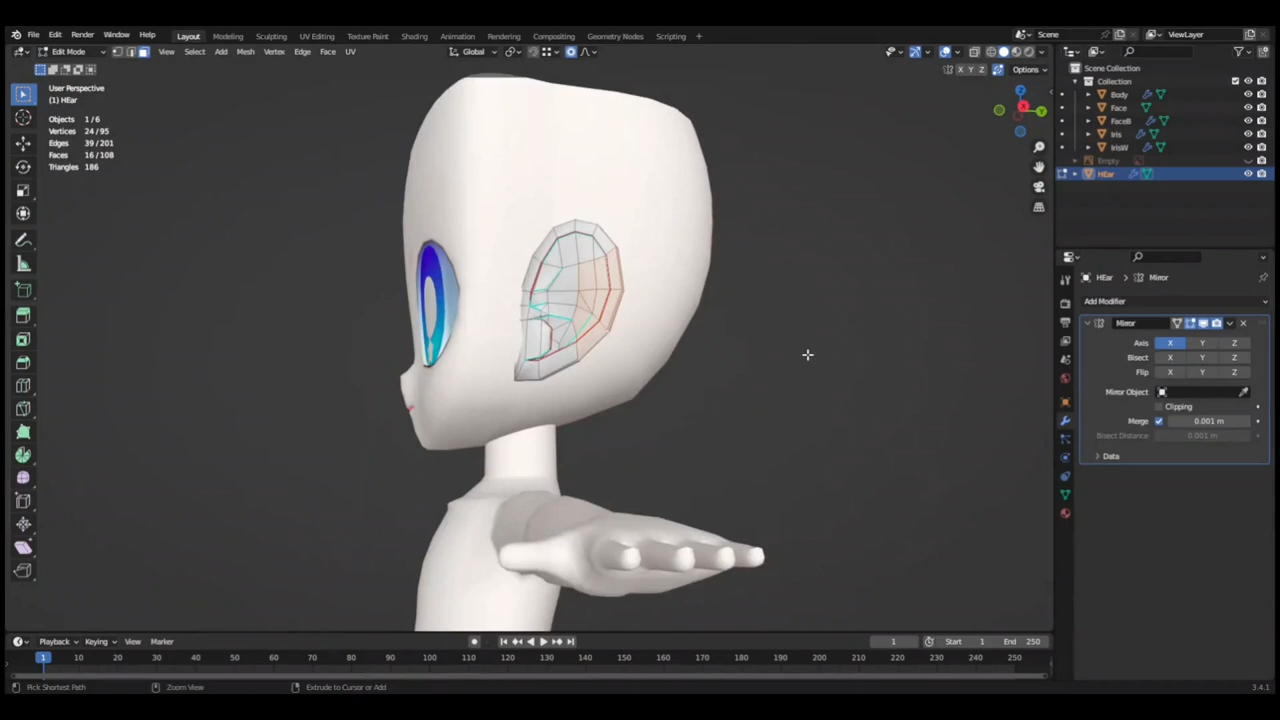 File Edit Render Window Help Layout Modeling Sculpting UV Editing Texture Paint Shading Animation Rendering Compositing Geometry Nodes Scripting + Scene ViewLayer
Edit Mode View Select Add Mesh Vertex Edge Face UV Global
X Y Z Options
User Perspective
(1) HEar
Objects 1/6
Vertices 24/95
Edges 39/201
Faces 16/108
Triangles 186
Scene Collection
Collection
Body
Face
FaceB
Iris
IrisW
Empty
HEar
HEar > Mirror
Add Modifier
Mirror
Axis X Y Z
Bisect X Y Z
Flip X Y Z
Mirror Object
Clipping
Merge 0.001 m
Bisect Distance 0.001 m
Data
Playback Keying View Marker 1 Start 1 End 250
1 10 20 30 40 50 60 70 80 90 100 110 120 130 140 150 160 170 180 190 200 210 220 230 240 250
Pick Shortest Path Zoom View Extrude to Cursor or Add 3.4.1